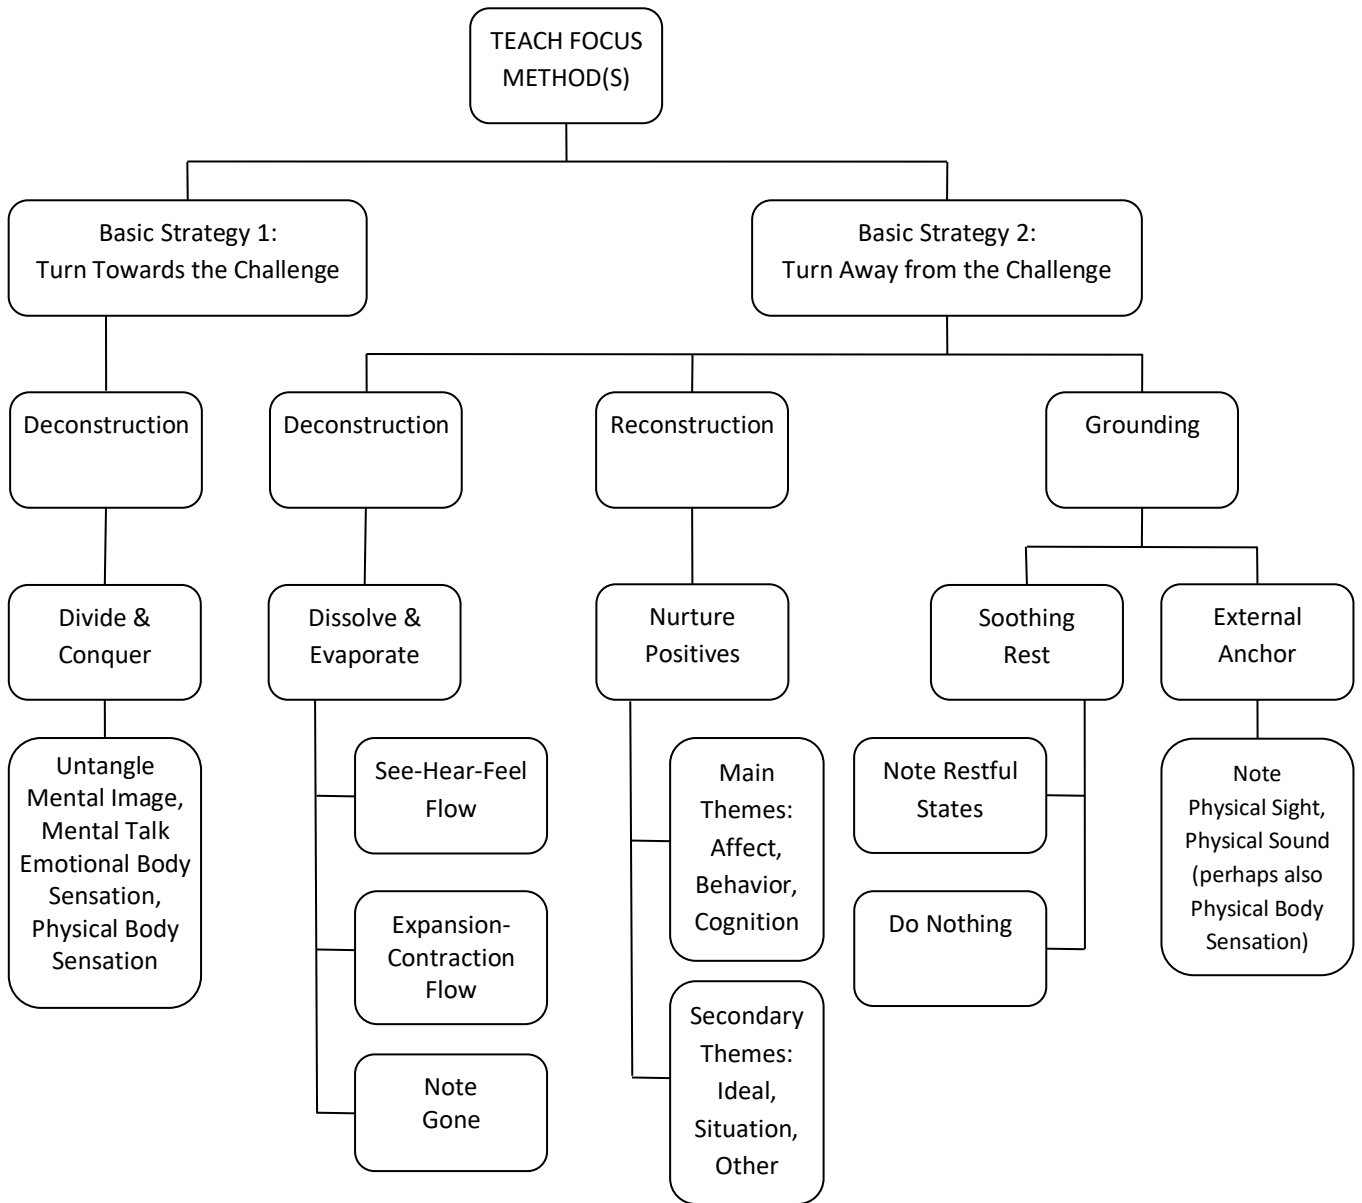 TEACH FOCUS
METHOD(S)
Basic Strategy 1:
Turn Towards the Challenge
Basic Strategy 2:
Turn Away from the Challenge
Deconstruction
Deconstruction
Reconstruction
Grounding
Divide &
Conquer
Dissolve &
Evaporate
Nurture
Positives
Soothing
Rest
External
Anchor
Untangle
Mental Image,
Mental Talk
Emotional Body
Sensation,
Physical Body
Sensation
See-Hear-Feel
Flow
Expansion-
Contraction
Flow
Note
Gone
Main
Themes:
Affect,
Behavior,
Cognition
Secondary
Themes:
Ideal,
Situation,
Other
Note Restful
States
Do Nothing
Note
Physical Sight,
Physical Sound
(perhaps also
Physical Body
Sensation)